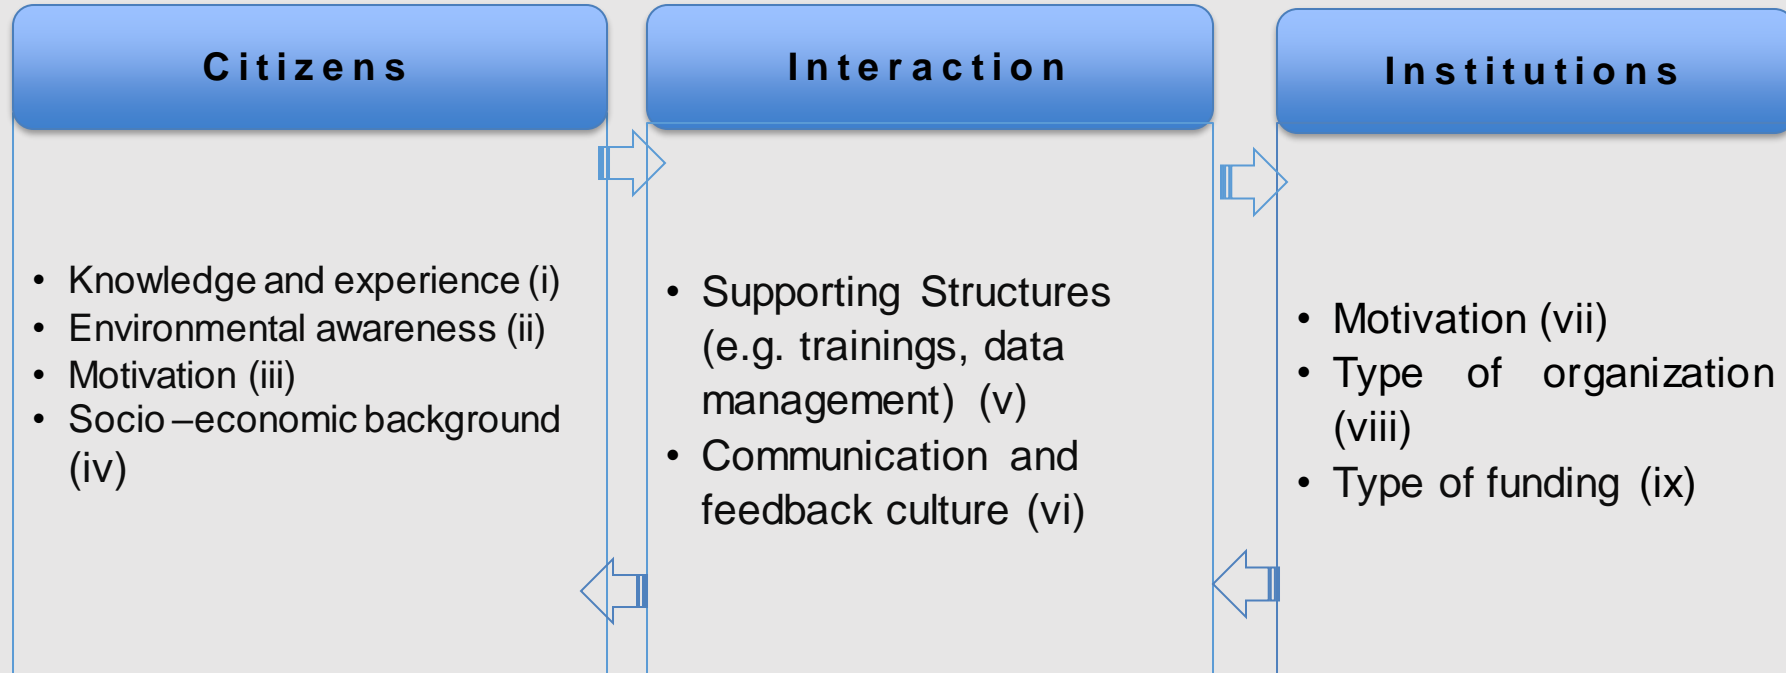 Citizens
Knowledge and experience (i)
Environmental awareness (ii)
Motivation (iii)
Socio –economic background
(iv)
Interaction
Supporting Structures
(e.g. trainings, data
management) (v)
Communication and
feedback culture (vi)
Institutions
Motivation (vii)
Type of organization
(viii)
Type of funding (ix)